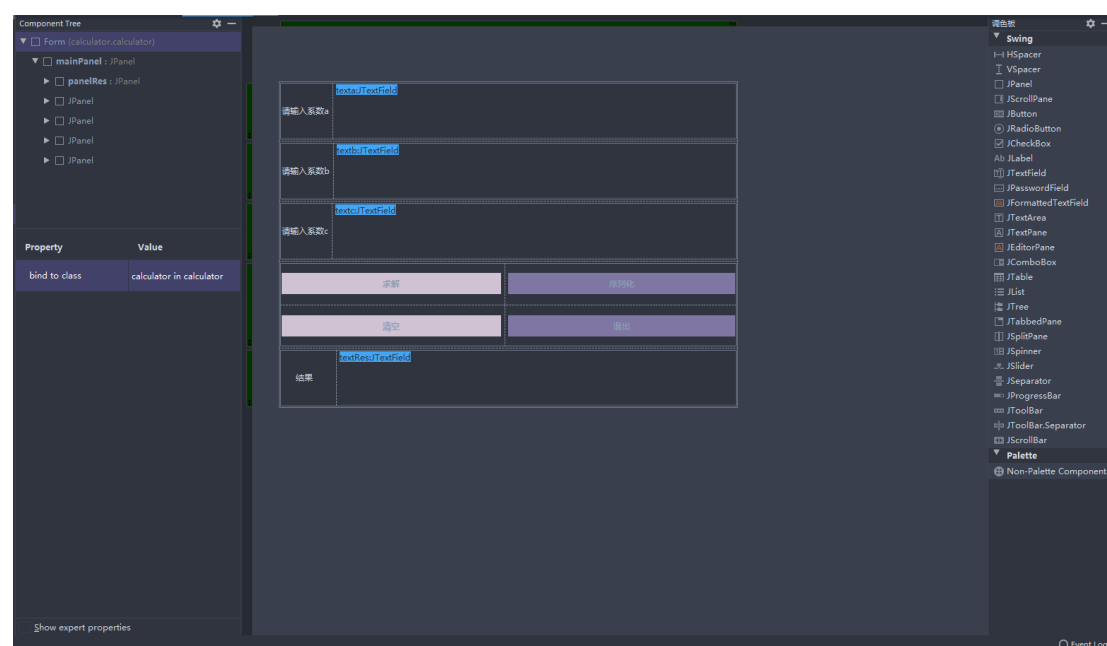 Component Tree
Form (calculator.calculator)
mainPanel : JPanel
panelRes : JPanel
JPanel
JPanel
JPanel
JPanel
Property Value
bind to class calculator in calculator
Show expert properties
texta:JTextField
请输入系数a
textb:JTextField
请输入系数b
textc:JTextField
请输入系数c
求解 序列化
清空 退出
textRes:JTextField
结果
调色板
Swing
HSpacer
VSpacer
JPanel
JScrollPane
JButton
JRadioButton
JCheckBox
Ab JLabel
JTextField
JPasswordField
JFormattedTextField
JTextArea
JTextPane
JEditorPane
JComboBox
JTable
JList
JTree
JTabbedPane
JSplitPane
JSpinner
JSlider
JSeparator
JProgressBar
JToolBar
JToolBar.Separator
JScrollBar
Palette
Non-Palette Component
Event Log